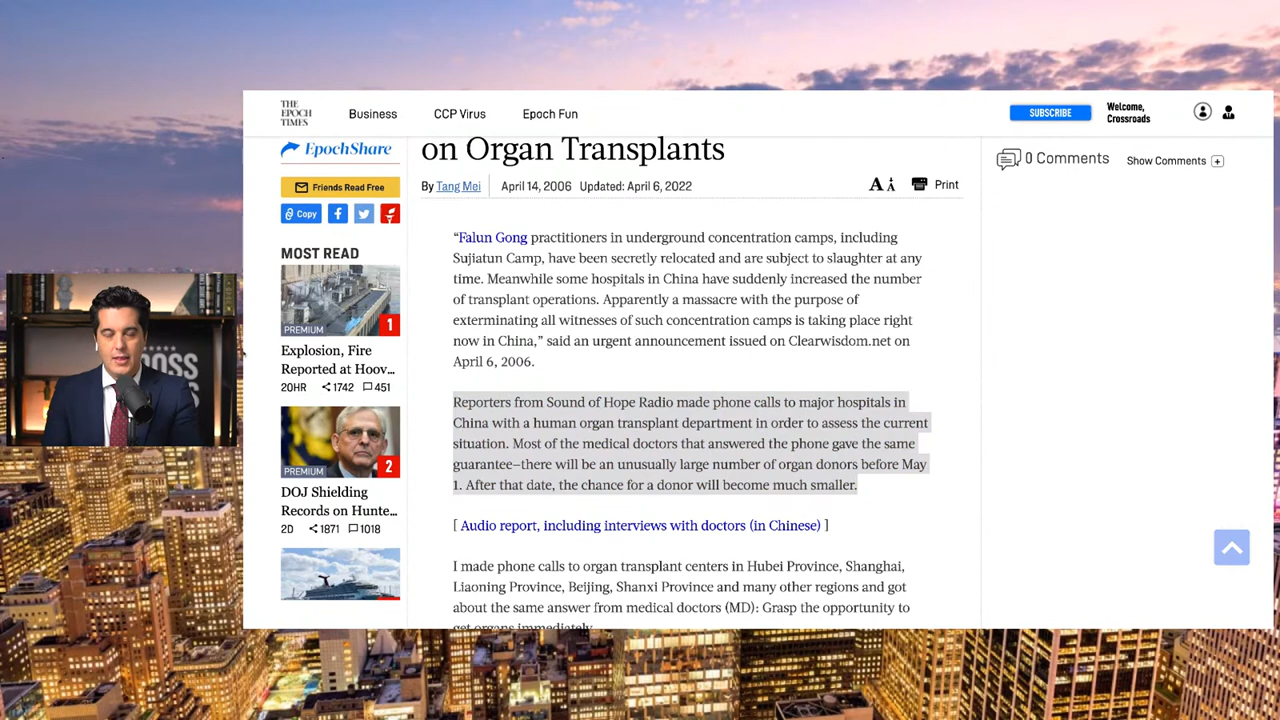 THE
EPOCH
TIMES
Business
CCP Virus
Epoch Fun
SUBSCRIBE
Welcome,
Crossroads
EpochShare
Friends Read Free
Copy
MOST READ
PREMIUM
1
Explosion, Fire
Reported at Hoov...
20HR
1742
451
PREMIUM
2
DOJ Shielding
Records on Hunte...
2D
1871
1018
on Organ Transplants
By Tang Mei
April 14, 2006 Updated: April 6, 2022
A A
Print
“Falun Gong practitioners in underground concentration camps, including
Sujiatun Camp, have been secretly relocated and are subject to slaughter at any
time. Meanwhile some hospitals in China have suddenly increased the number
of transplant operations. Apparently a massacre with the purpose of
exterminating all witnesses of such concentration camps is taking place right
now in China,” said an urgent announcement issued on Clearwisdom.net on
April 6, 2006.
Reporters from Sound of Hope Radio made phone calls to major hospitals in
China with a human organ transplant department in order to assess the current
situation. Most of the medical doctors that answered the phone gave the same
guarantee—there will be an unusually large number of organ donors before May
1. After that date, the chance for a donor will become much smaller.
[ Audio report, including interviews with doctors (in Chinese) ]
I made phone calls to organ transplant centers in Hubei Province, Shanghai,
Liaoning Province, Beijing, Shanxi Province and many other regions and got
about the same answer from medical doctors (MD): Grasp the opportunity to
get organs immediately.
0 Comments
Show Comments +